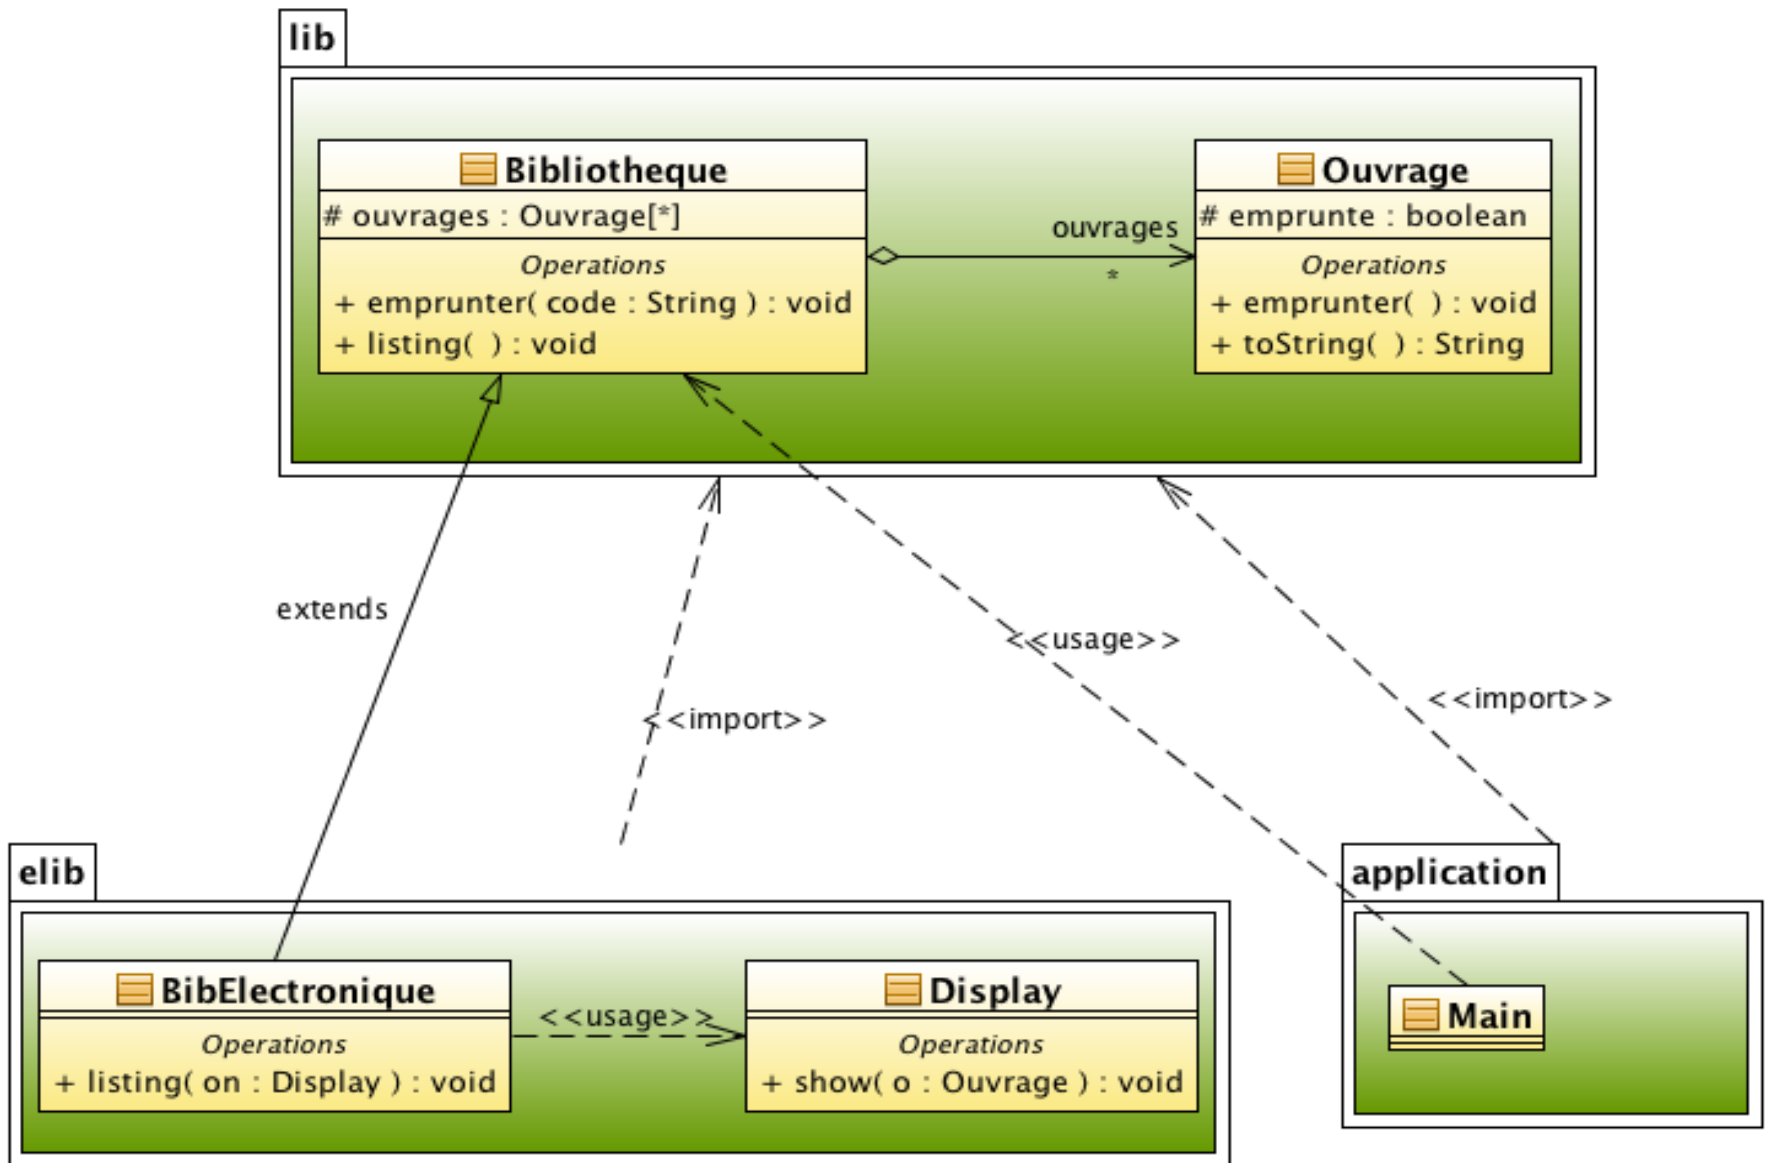 lib
Bibliotheque
# ouvrages : Ouvrage[*]
Operations
+ emprunter( code : String ) : void
+ listing(  ) : void
ouvrages
*
Ouvrage
# emprunte : boolean
Operations
+ emprunter(  ) : void
+ toString(  ) : String
extends
<<import>>
<<usage>>
<<import>>
elib
BibElectronique
Operations
+ listing( on : Display ) : void
<<usage>>
Display
Operations
+ show( o : Ouvrage ) : void
application
Main